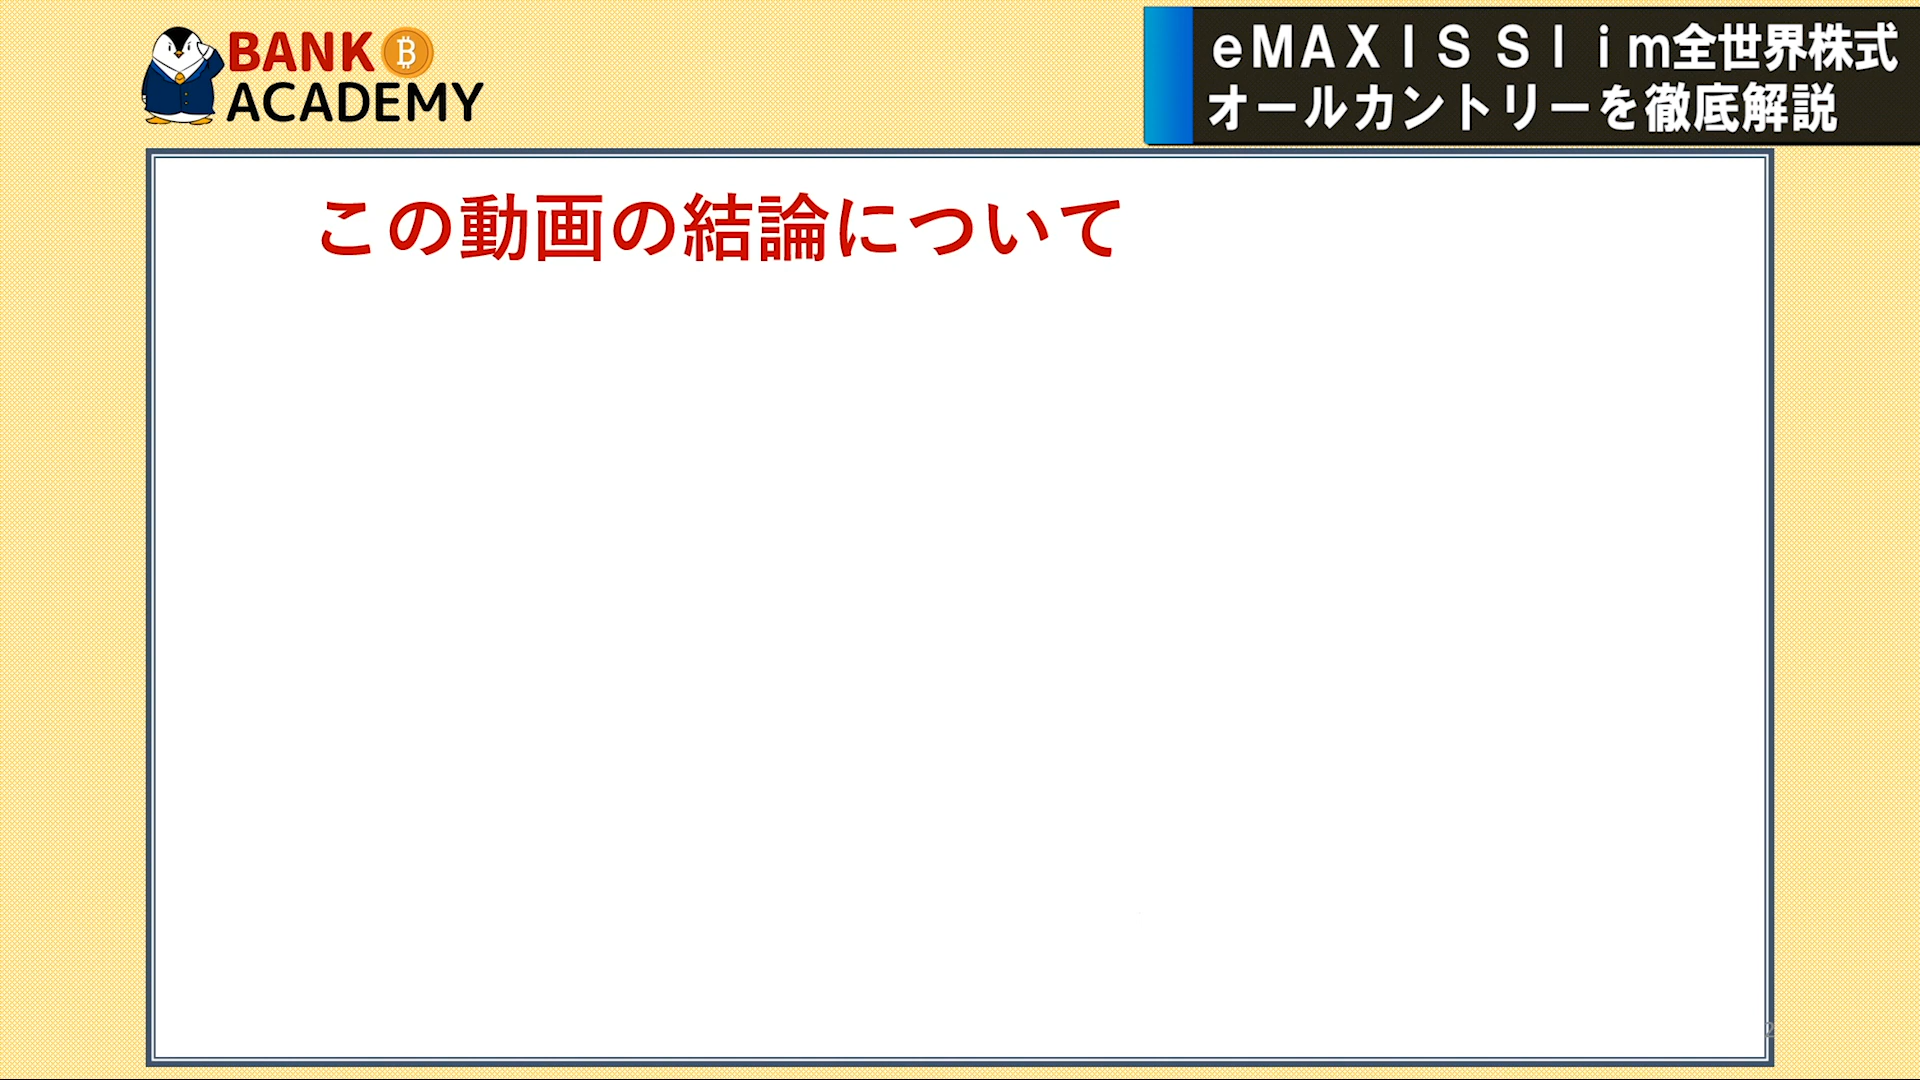 BANK
ACADEMY
eMAXIS Slim全世界株式
オールカントリーを徹底解説
この動画の結論について
2